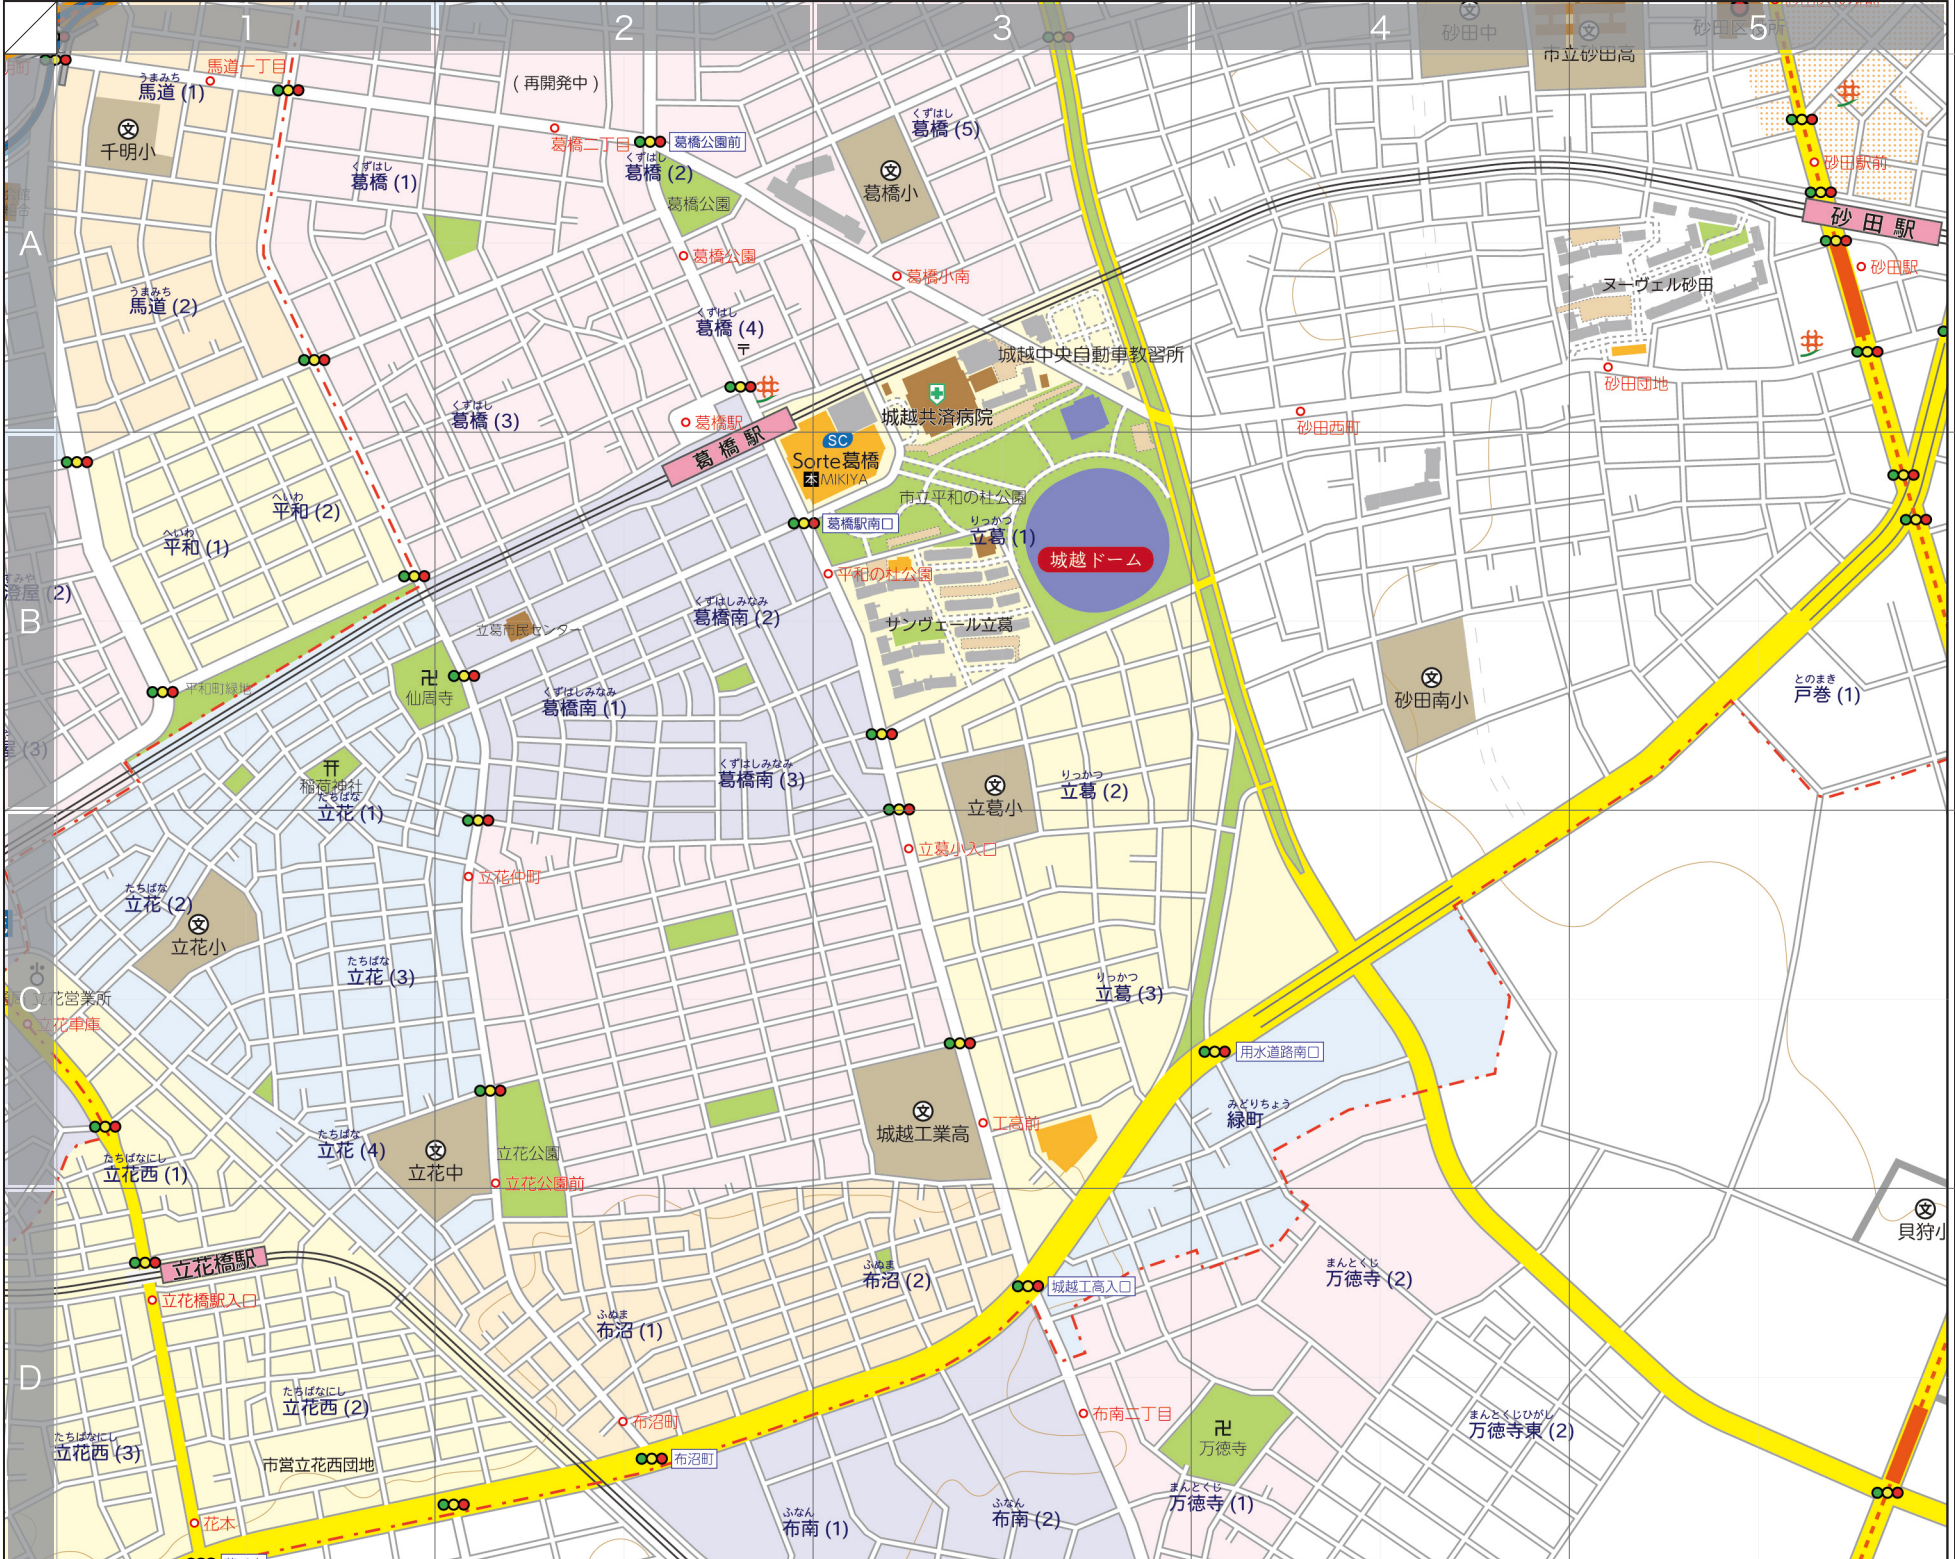 1
2
3
4
5
A
B
C
D
砂田中
市立砂田高
砂田区役所
うまみち
馬道 (1)
馬道一丁目
( 再開発中 )
千明小
葛橋二丁目
葛橋公園前
くずはし
葛橋 (1)
くずはし
葛橋 (2)
葛橋公園
くずはし
葛橋 (5)
葛橋小
砂田駅前
砂田駅
葛橋公園
葛橋小南
砂田駅
ヌーヴェル砂田
うまみち
馬道 (2)
くずはし
葛橋 (4)
〒
城越中央自動車教習所
城越共済病院
砂田団地
くずはし
葛橋 (3)
葛橋駅
葛橋駅
砂田西町
SC
Sorte葛橋
本 MIKIYA
市立平和の杜公園
へいわ
平和 (2)
へいわ
平和 (1)
葛橋駅南口
りっかつ
立葛 (1)
城越ドーム
平和の杜公園
澄屋 (2)
くずはしみなみ
葛橋南 (2)
立葛市民センター
サンヴェール立葛
仙周寺
平和町緑地
くずはしみなみ
葛橋南 (1)
砂田南小
とのまき
戸巻 (1)
(3)
稲荷神社
たちばな
立花 (1)
くずはしみなみ
葛橋南 (3)
立葛小
りっかつ
立葛 (2)
立葛小入口
立花仲町
たちばな
立花 (2)
立花小
たちばな
立花 (3)
りっかつ
立葛 (3)
立花営業所
立花車庫
用水道路南口
みどりちょう
緑町
城越工業高
工高前
たちばな
立花 (4)
立花中
立花公園
立花公園前
たちばなにし
立花西 (1)
貝狩小
立花橋駅
立花橋駅入口
ふぬま
布沼 (2)
城越工高入口
まんとくじ
万徳寺 (2)
ふぬま
布沼 (1)
たちばなにし
立花西 (2)
布沼町
布沼町
布南二丁目
万徳寺
まんとくじひがし
万徳寺東 (2)
たちばなにし
立花西 (3)
市営立花西団地
まんとくじ
万徳寺 (1)
ふなん
布南 (1)
ふなん
布南 (2)
花木